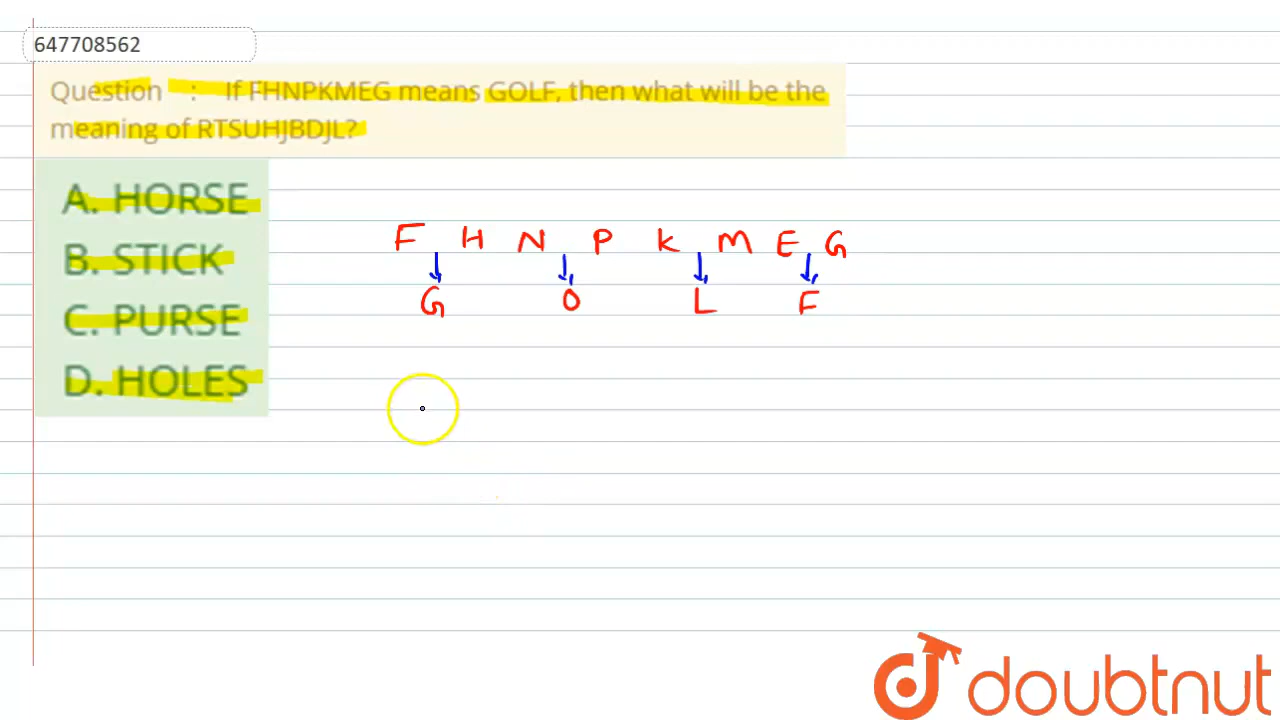 647708562
Question : If FHNPKMEG means GOLF, then what will be the
meaning of RTSUHJBDJL?
A. HORSE
B. STICK
C. PURSE
D. HOLES
F H N P K M E G
G O L F
doubtnut